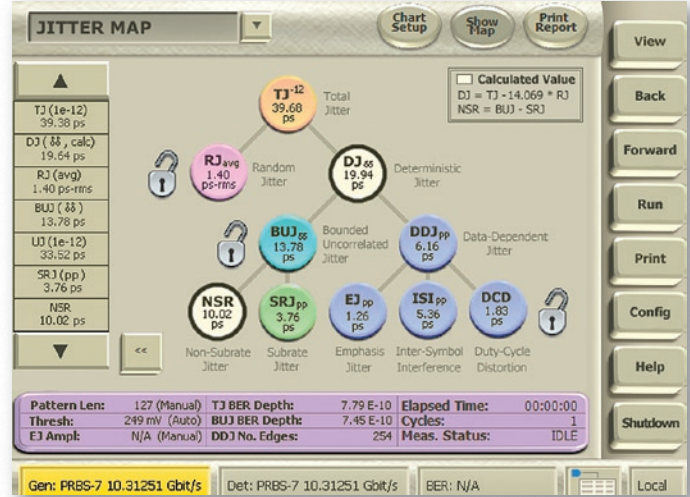 JITTER MAP
Chart Setup
Show Map
Print Report
View
Back
Forward
Run
Print
Config
Help
Shutdown
TJ (1e-12)
39.38 ps
DJ ( δδ , calc)
19.64 ps
RJ (avg)
1.40 ps-rms
BUJ ( δδ )
13.78 ps
UJ (1e-12)
33.52 ps
SRJ (pp)
3.76 ps
NSR
10.02 ps
<<
Calculated Value
DJ = TJ -14.069 * RJ
NSR = BUJ - SRJ
TJ-12
39.68
ps
Total
Jitter
RJavg
1.40
ps-rms
Random
Jitter
DJδδ
19.94
ps
Deterministic
Jitter
BUJδδ
13.78
ps
Bounded
Uncorrelated
Jitter
DDJpp
6.16
ps
Data-Dependent
Jitter
NSR
10.02
ps
Non-Subrate
Jitter
SRJpp
3.76
ps
Subrate
Jitter
EJpp
1.26
ps
Emphasis
Jitter
ISIpp
5.36
ps
Inter-Symbol
Interference
DCD
1.83
ps
Duty-Cycle
Distortion
Pattern Len: 127 (Manual) TJ BER Depth: 7.79 E-10 Elapsed Time: 00:00:00
Thresh: 249 mV (Auto) BUJ BER Depth: 7.45 E-10 Cycles: 1
EJ Ampl: N/A (Manual) DDJ No. Edges: 254 Meas. Status: IDLE
Gen: PRBS-7 10.31251 Gbit/s Det: PRBS-7 10.31251 Gbit/s BER: N/A Local